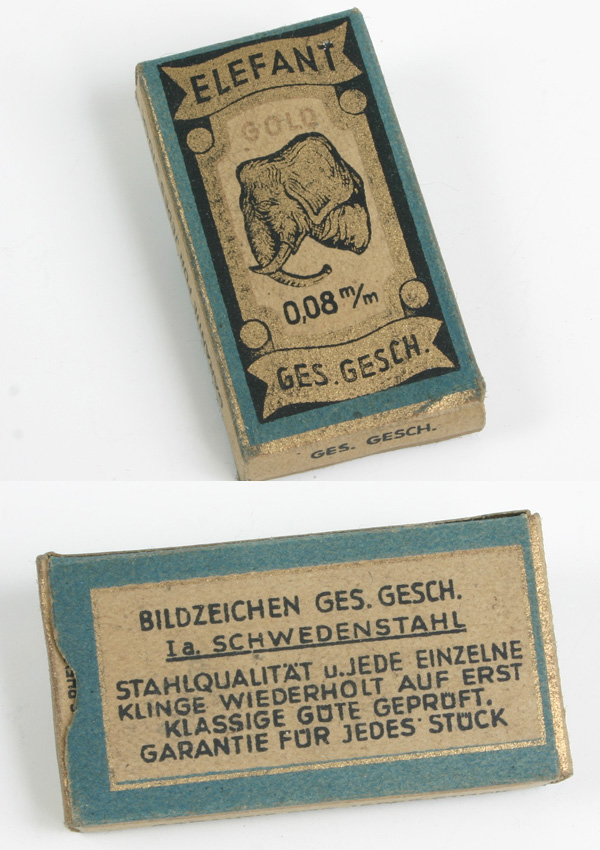 ELEFANT
GOLD
0,08 m/m
GES. GESCH.
GES. GESCH.
BILDZEICHEN GES. GESCH.
Ia. SCHWEDENSTAHL
STAHLQUALITÄT u. JEDE EINZELNE
KLINGE WIEDERHOLT AUF ERST
KLASSIGE GÜTE GEPRÜFT.
GARANTIE FÜR JEDES STÜCK